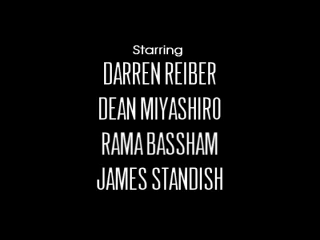 Starring
DARREN REIBER
DEAN MIYASHIRO
RAMA BASSHAM
JAMES STANDISH